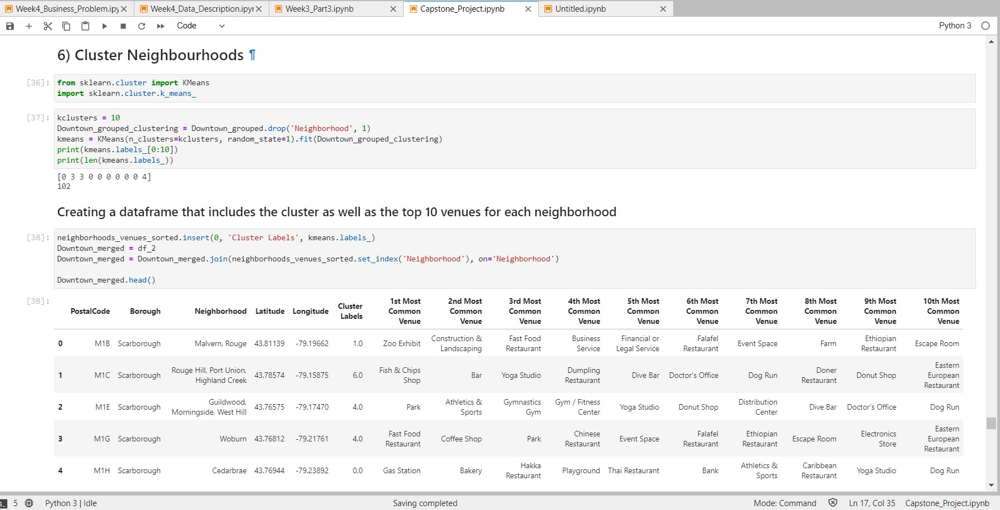 Week4_Business_Problem.ipy
Week4_Data_Description.ipyr
Week3_Part3.ipynb
Capstone_Project.ipynb
Untitled.ipynb
Code
Python 3
6) Cluster Neighbourhoods ¶
[36]:
from sklearn.cluster import KMeans
import sklearn.cluster.k_means_
[37]:
kclusters = 10
Downtown_grouped_clustering = Downtown_grouped.drop('Neighborhood', 1)
kmeans = KMeans(n_clusters=kclusters, random_state=1).fit(Downtown_grouped_clustering)
print(kmeans.labels_[0:10])
print(len(kmeans.labels_))
[0 3 3 0 0 0 0 0 0 4]
102
Creating a dataframe that includes the cluster as well as the top 10 venues for each neighborhood
[38]:
neighborhoods_venues_sorted.insert(0, 'Cluster Labels', kmeans.labels_)
Downtown_merged = df_2
Downtown_merged = Downtown_merged.join(neighborhoods_venues_sorted.set_index('Neighborhood'), on='Neighborhood')
Downtown_merged.head()
[38]:
PostalCode
Borough
Neighborhood
Latitude
Longitude
Cluster
Labels
1st Most
Common
Venue
2nd Most
Common
Venue
3rd Most
Common
Venue
4th Most
Common
Venue
5th Most
Common
Venue
6th Most
Common
Venue
7th Most
Common
Venue
8th Most
Common
Venue
9th Most
Common
Venue
10th Most
Common
Venue
0
M1B
Scarborough
Malvern, Rouge
43.81139
-79.19662
1.0
Zoo Exhibit
Construction &
Landscaping
Fast Food
Restaurant
Business
Service
Financial or
Legal Service
Falafel
Restaurant
Event Space
Farm
Ethiopian
Restaurant
Escape Room
1
M1C
Scarborough
Rouge Hill, Port Union,
Highland Creek
43.78574
-79.15875
6.0
Fish & Chips
Shop
Bar
Yoga Studio
Dumpling
Restaurant
Dive Bar
Doctor's Office
Dog Run
Doner
Restaurant
Donut Shop
Eastern
European
Restaurant
2
M1E
Scarborough
Guildwood,
Morningside, West Hill
43.76575
-79.17470
4.0
Park
Athletics &
Sports
Gymnastics
Gym
Gym / Fitness
Center
Yoga Studio
Donut Shop
Distribution
Center
Dive Bar
Doctor's Office
Dog Run
3
M1G
Scarborough
Woburn
43.76812
-79.21761
4.0
Fast Food
Restaurant
Coffee Shop
Park
Chinese
Restaurant
Event Space
Falafel
Restaurant
Ethiopian
Restaurant
Escape Room
Electronics
Store
Eastern
European
Restaurant
4
M1H
Scarborough
Cedarbrae
43.76944
-79.23892
0.0
Gas Station
Bakery
Hakka
Restaurant
Playground
Thai Restaurant
Bank
Athletics &
Sports
Caribbean
Restaurant
Yoga Studio
Dog Run
5
Python 3 | Idle
Saving completed
Mode: Command
Ln 17, Col 35
Capstone_Project.ipynb